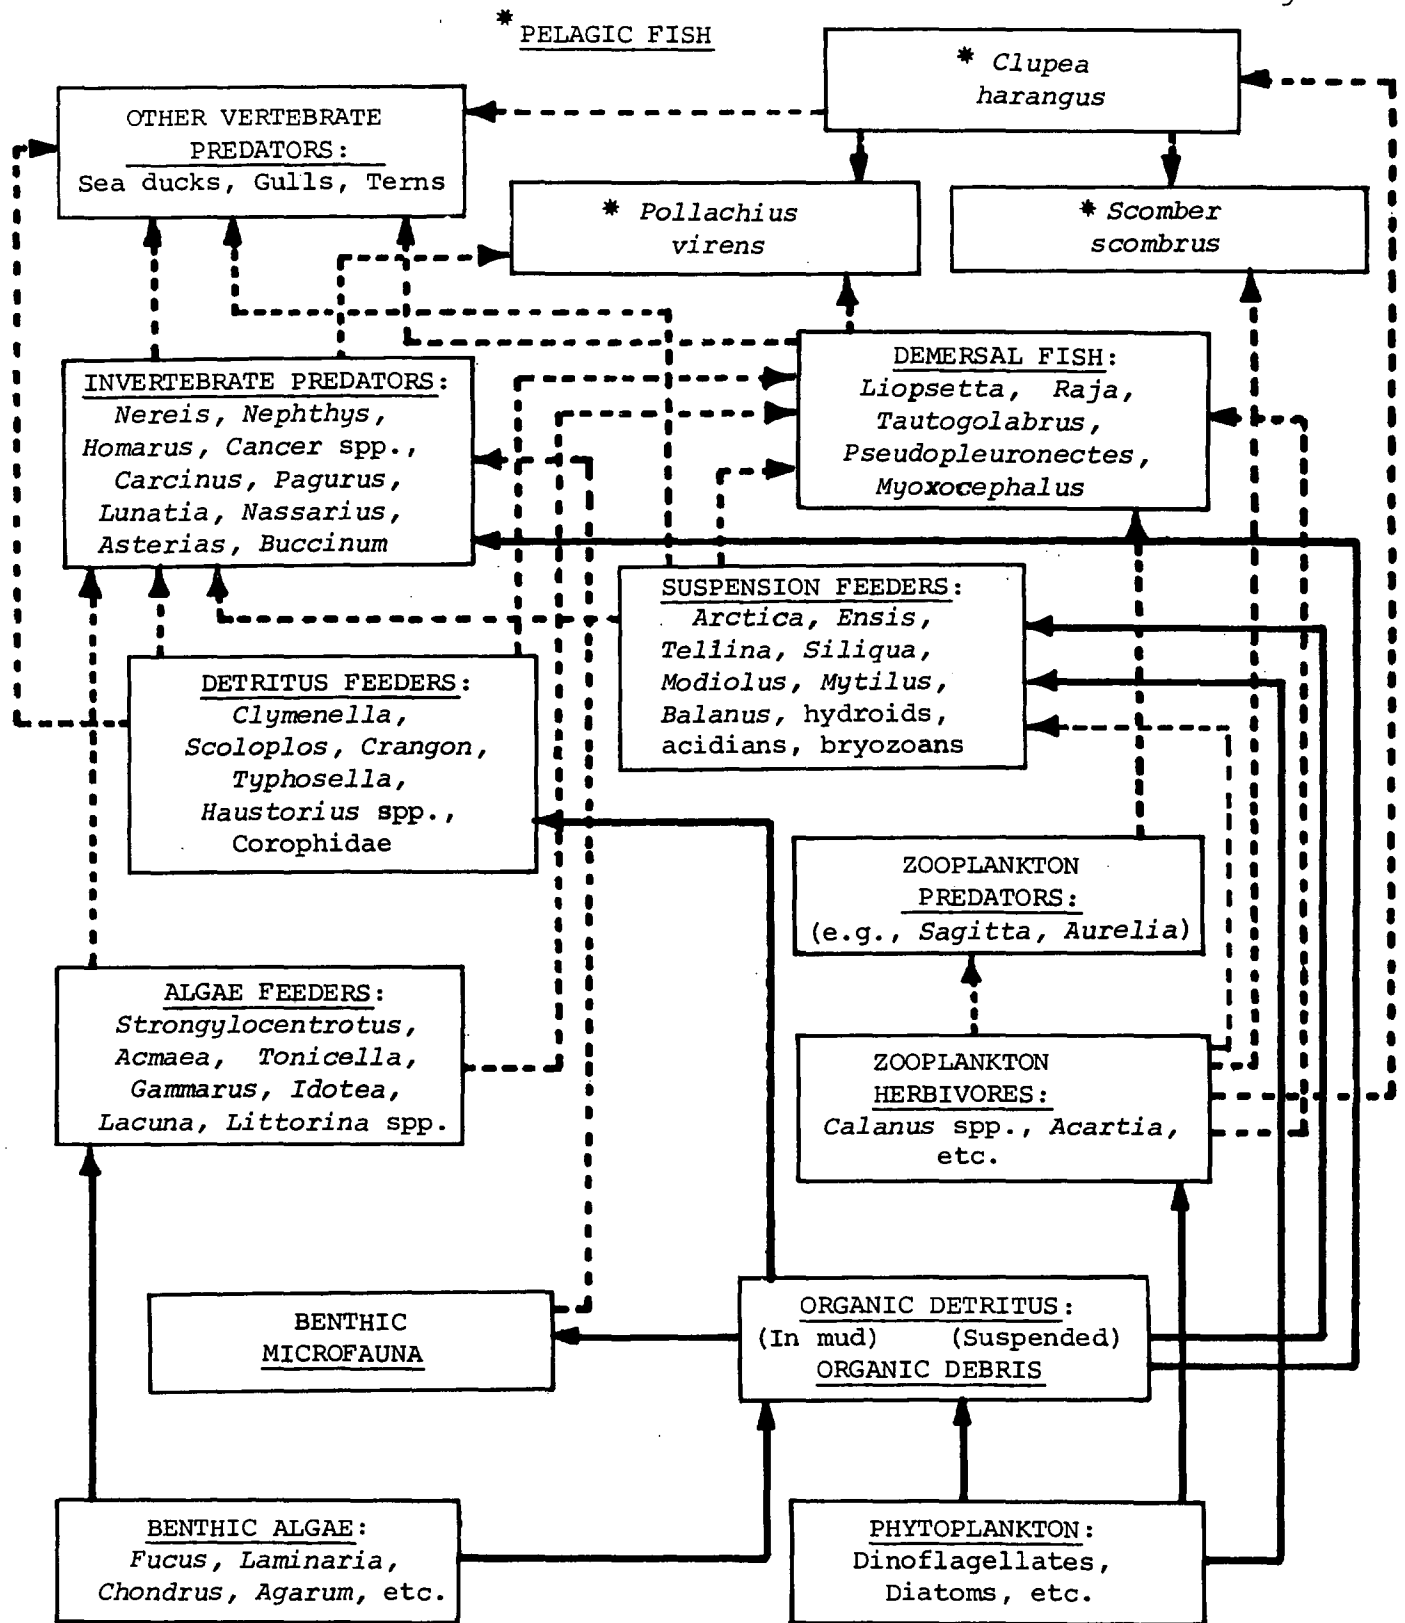 * PELAGIC FISH
* Clupea
harangus
OTHER VERTEBRATE
PREDATORS:
Sea ducks, Gulls, Terns
* Pollachius
virens
* Scomber
scombrus
INVERTEBRATE PREDATORS:
Nereis, Nephthys,
Homarus, Cancer spp.,
Carcinus, Pagurus,
Lunatia, Nassarius,
Asterias, Buccinum
DEMERSAL FISH:
Liopsetta, Raja,
Tautogolabrus,
Pseudopleuronectes,
Myoxocephalus
SUSPENSION FEEDERS:
Arctica, Ensis,
Tellina, Siliqua,
Modiolus, Mytilus,
Balanus, hydroids,
acidians, bryozoans
DETRITUS FEEDERS:
Clymenella,
Scoloplos, Crangon,
Typhosella,
Haustorius spp.,
Corophidae
ZOOPLANKTON
PREDATORS:
(e.g., Sagitta, Aurelia)
ALGAE FEEDERS:
Strongylocentrotus,
Acmaea, Tonicella,
Gammarus, Idotea,
Lacuna, Littorina spp.
ZOOPLANKTON
HERBIVORES:
Calanus spp., Acartia,
etc.
BENTHIC
MICROFAUNA
ORGANIC DETRITUS:
(In mud) (Suspended)
ORGANIC DEBRIS
BENTHIC ALGAE:
Fucus, Laminaria,
Chondrus, Agarum, etc.
PHYTOPLANKTON:
Dinoflagellates,
Diatoms, etc.